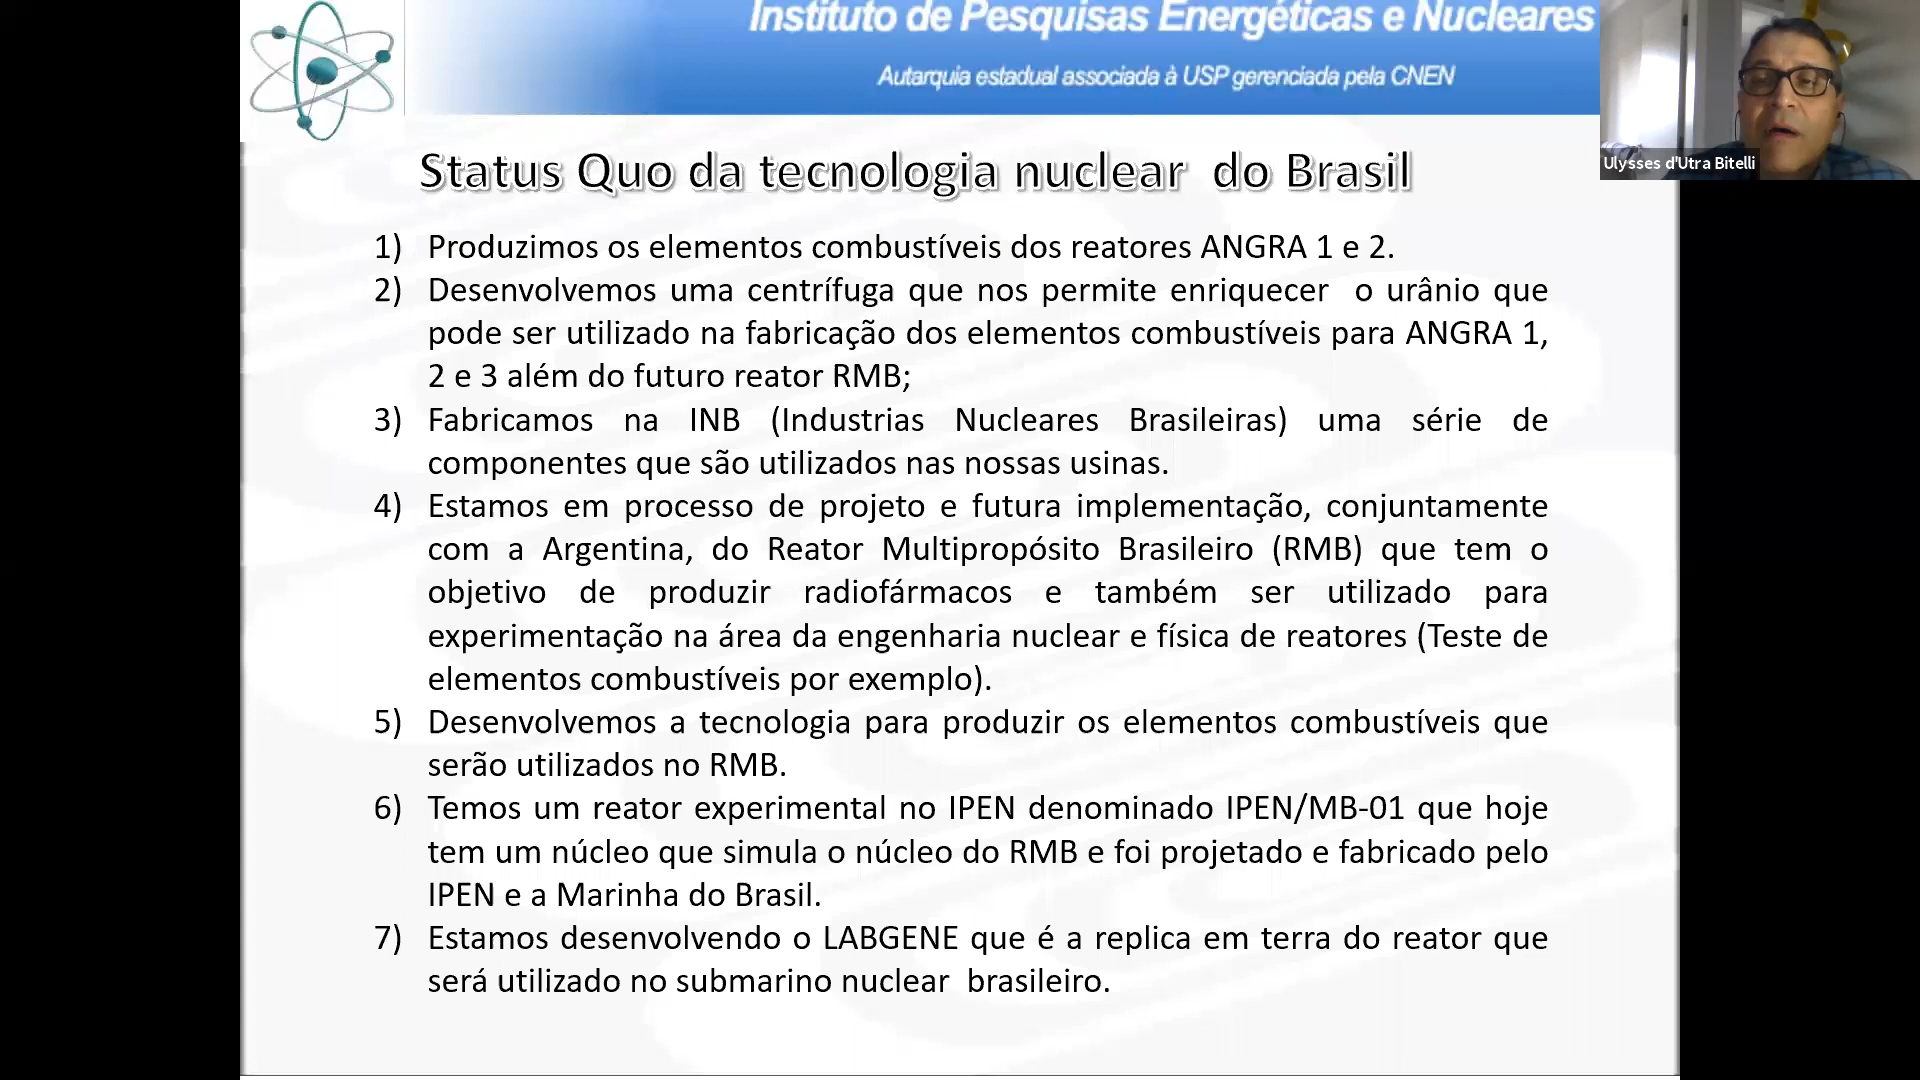 Instituto de Pesquisas Energéticas e Nucleares
Autarquia estadual associada à USP gerenciada pela CNEN
Ulysses d'Utra Bitelli
Status Quo da tecnologia nuclear do Brasil
1) Produzimos os elementos combustíveis dos reatores ANGRA 1 e 2.
2) Desenvolvemos uma centrífuga que nos permite enriquecer o urânio que
pode ser utilizado na fabricação dos elementos combustíveis para ANGRA 1,
2 e 3 além do futuro reator RMB;
3) Fabricamos na INB (Industrias Nucleares Brasileiras) uma série de
componentes que são utilizados nas nossas usinas.
4) Estamos em processo de projeto e futura implementação, conjuntamente
com a Argentina, do Reator Multipropósito Brasileiro (RMB) que tem o
objetivo de produzir radiofármacos e também ser utilizado para
experimentação na área da engenharia nuclear e física de reatores (Teste de
elementos combustíveis por exemplo).
5) Desenvolvemos a tecnologia para produzir os elementos combustíveis que
serão utilizados no RMB.
6) Temos um reator experimental no IPEN denominado IPEN/MB-01 que hoje
tem um núcleo que simula o núcleo do RMB e foi projetado e fabricado pelo
IPEN e a Marinha do Brasil.
7) Estamos desenvolvendo o LABGENE que é a replica em terra do reator que
será utilizado no submarino nuclear brasileiro.